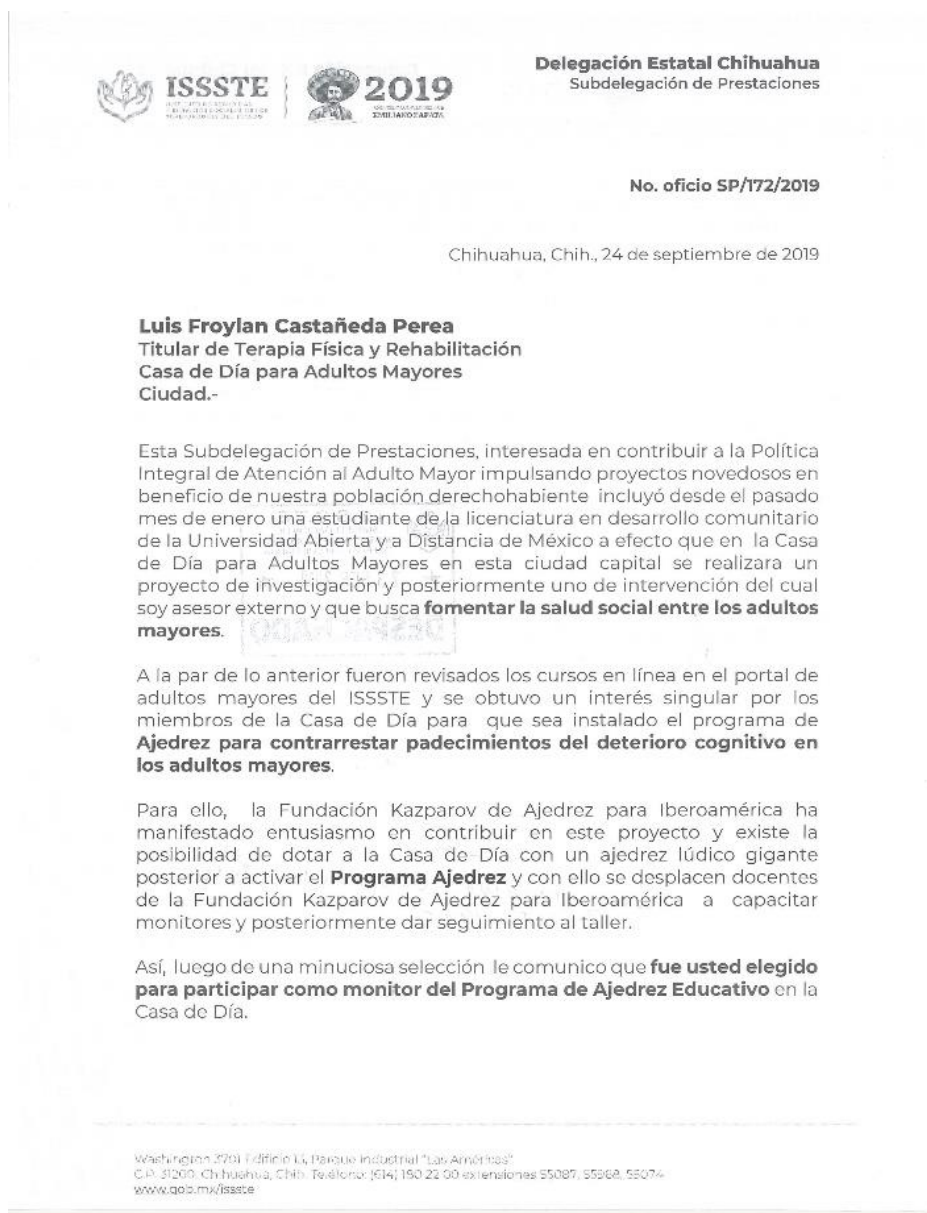 Delegación Estatal Chihuahua
Subdelegación de Prestaciones
ISSSTE
2019
EMILIANO ZAPATA
No. oficio SP/172/2019
Chihuahua, Chih., 24 de septiembre de 2019
Luis Froylan Castañeda Perea
Titular de Terapia Física y Rehabilitación
Casa de Día para Adultos Mayores
Ciudad.-
Esta Subdelegación de Prestaciones, interesada en contribuir a la Política
Integral de Atención al Adulto Mayor impulsando proyectos novedosos en
beneficio de nuestra población derechohabiente incluyó desde el pasado
mes de enero una estudiante de la licenciatura en desarrollo comunitario
de la Universidad Abierta y a Distancia de México a efecto que en la Casa
de Día para Adultos Mayores en esta ciudad capital se realizara un
proyecto de investigación y posteriormente uno de intervención del cual
soy asesor externo y que busca fomentar la salud social entre los adultos
mayores.
A la par de lo anterior fueron revisados los cursos en línea en el portal de
adultos mayores del ISSSTE y se obtuvo un interés singular por los
miembros de la Casa de Día para que sea instalado el programa de
Ajedrez para contrarrestar padecimientos del deterioro cognitivo en
los adultos mayores.
Para ello, la Fundación Kazparov de Ajedrez para Iberoamérica ha
manifestado entusiasmo en contribuir en este proyecto y existe la
posibilidad de dotar a la Casa de Día con un ajedrez lúdico gigante
posterior a activar el Programa Ajedrez y con ello se desplacen docentes
de la Fundación Kazparov de Ajedrez para Iberoamérica a capacitar
monitores y posteriormente dar seguimiento al taller.
Así, luego de una minuciosa selección le comunico que fue usted elegido
para participar como monitor del Programa de Ajedrez Educativo en la
Casa de Día.
Washington 3701 Edificio Parque Industrial "Las Américas"
C.P. 31200, Chihuahua, Chih. Teléfono: (614) 190 22 00 extensiones 55087, 55074
www.gob.mx/issste